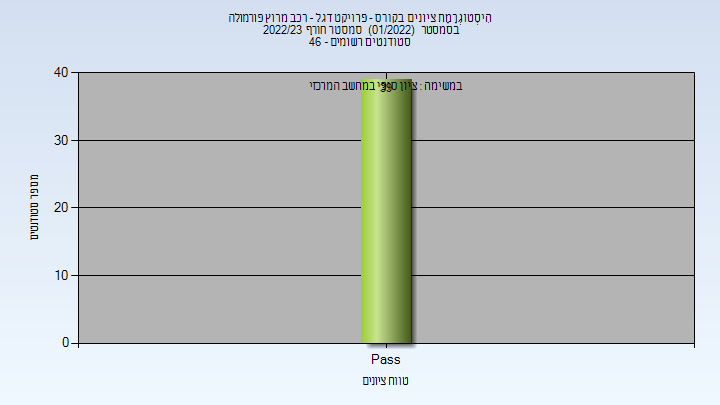 היסטוגרמת ציונים בקורס - פרויקט דגל - רכב מרוץ פורמולה
בסמסטר (01/2022) סמסטר חורף 2022/23
סטודנטים רשומים - 46
במשימה : ציון סופי במחשב המרכזי
39
40
30
20
10
0
מספר סטודנטים
Pass
טווח ציונים